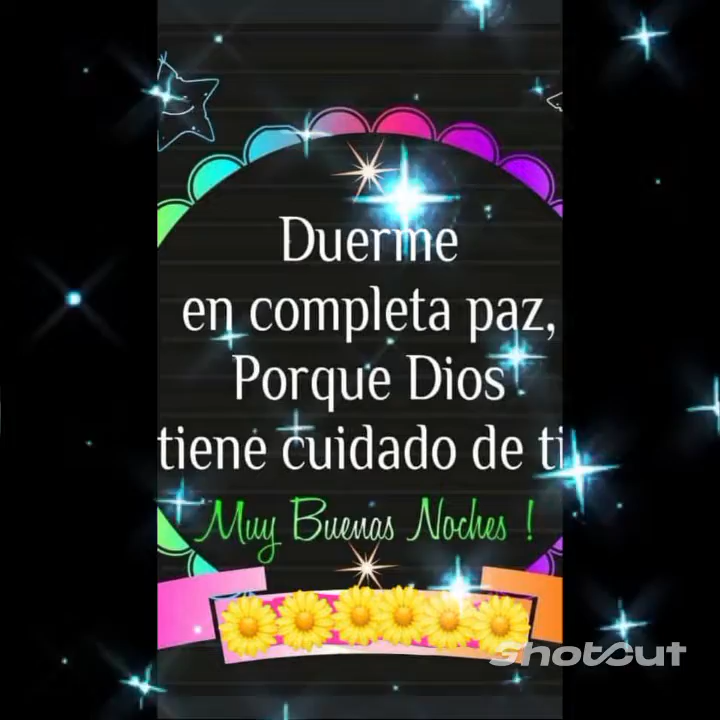 Duerme
en completa paz,
Porque Dios
tiene cuidado de ti
Muy Buenas Noches !
ShotCut